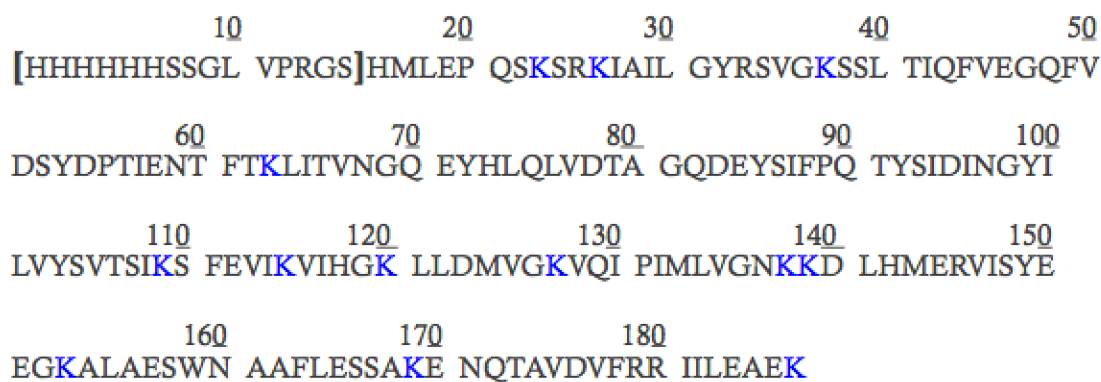 10 20 30 40 50
[HHHHHHSSGL VPRGS]HMLEP QSKSRKIAIL GYRSVGKSSL TIQFVEGQFV
60 70 80 90 100
DSYDPTIENT FTKLITVNGQ EYHLQLVDTA GQDEYSIFPQ TYSIDINGYI
110 120 130 140 150
LVYSVTSIKS FEVIKVIHGK LLDMVGKVQI PIMLVGNKKD LHMERVISYE
160 170 180
EGKALAESWN AAFLESSAKE NQTAVDVFRR IILEAEK